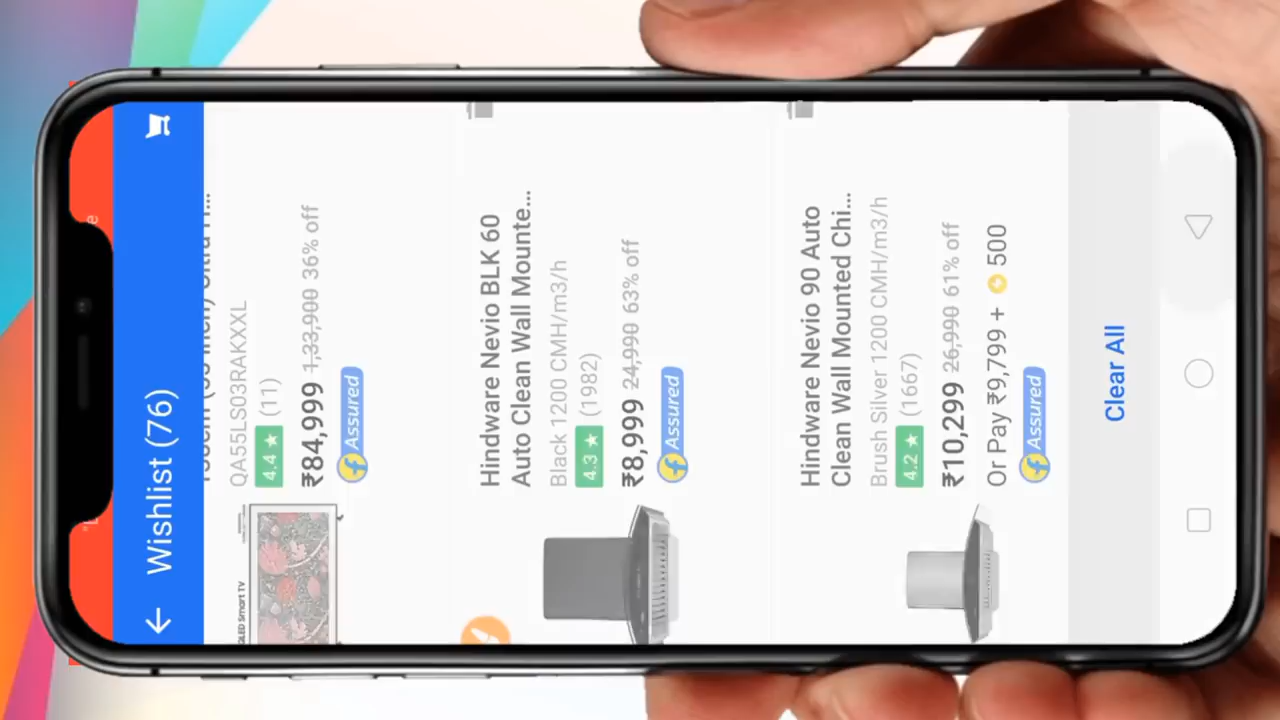 Wishlist (76)
QA55LS03RAKXXL
4.4 ★ (11)
₹84,999 1,33,900 36% off
Assured
QLED Smart TV
Hindware Nevio BLK 60
Auto Clean Wall Mounte...
Black 1200 CMH/m3/h
4.3 ★ (1982)
₹8,999 24,990 63% off
Assured
Hindware Nevio 90 Auto
Clean Wall Mounted Chi...
Brush Silver 1200 CMH/m3/h
4.2 ★ (1667)
₹10,299 26,990 61% off
Or Pay ₹9,799 + 500
Assured
Clear All